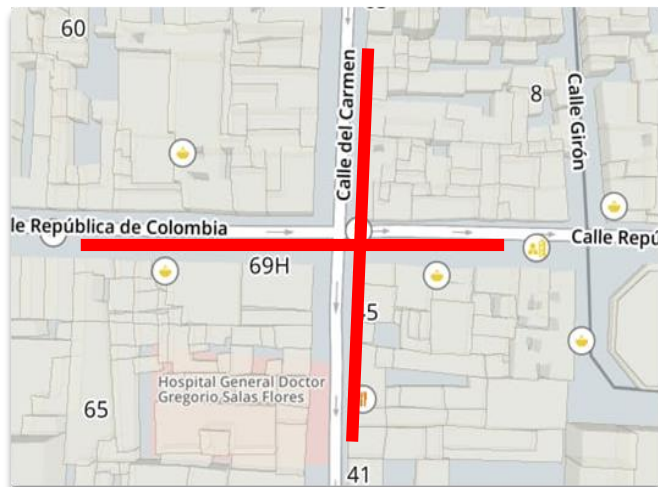 60
Calle del Carmen
8
Calle Girón
le República de Colombia
Calle Repú
69H
45
Hospital General Doctor
Gregorio Salas Flores
65
41